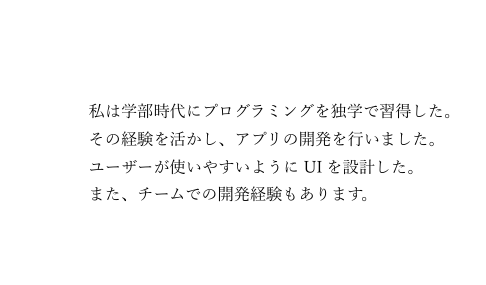 私は学部時代にプログラミングを独学で習得した。
その経験を活かし、アプリの開発を行いました。
ユーザーが使いやすいように UI を設計した。
また、チームでの開発経験もあります。